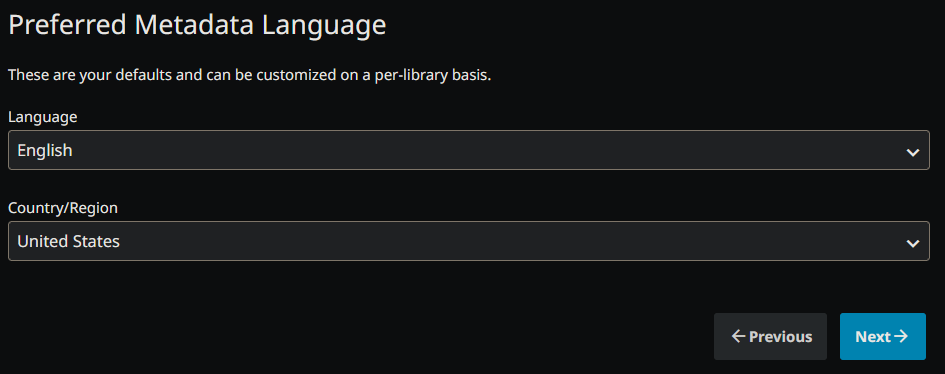 Preferred Metadata Language
These are your defaults and can be customized on a per-library basis.
Language
English
Country/Region
United States
Previous
Next